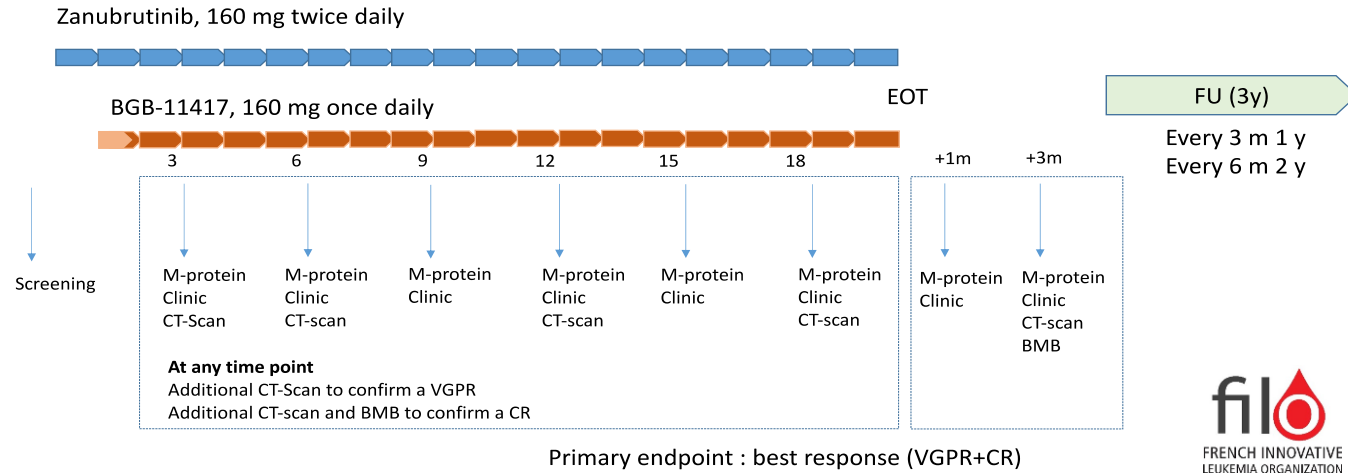 Zanubrutinib, 160 mg twice daily
BGB-11417, 160 mg once daily
EOT
FU (3y)
Every 3 m 1 y
Every 6 m 2 y
3
6
9
12
15
18
+1m
+3m
Screening
M-protein
Clinic
CT-Scan
M-protein
Clinic
CT-scan
M-protein
Clinic
M-protein
Clinic
CT-scan
M-protein
Clinic
M-protein
Clinic
CT-scan
M-protein
Clinic
M-protein
Clinic
CT-scan
BMB
At any time point
Additional CT-Scan to confirm a VGPR
Additional CT-scan and BMB to confirm a CR
Primary endpoint : best response (VGPR+CR)
filo
FRENCH INNOVATIVE
LEUKEMIA ORGANIZATION